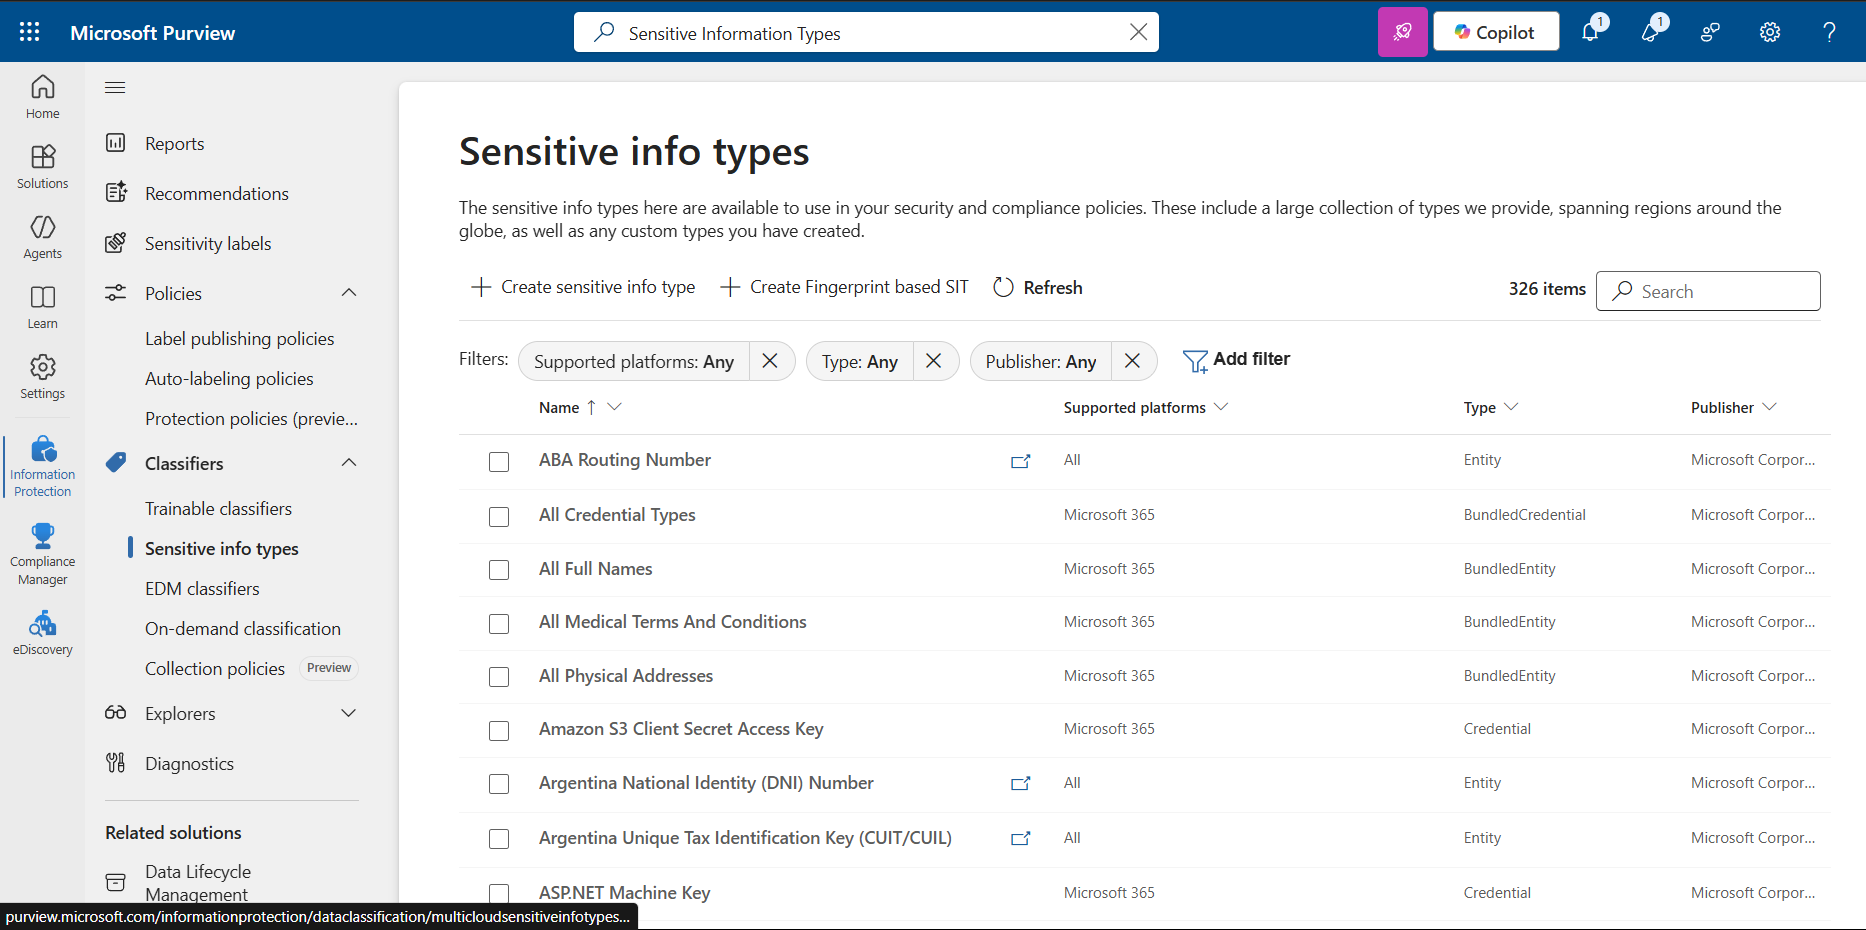 Microsoft Purview
Sensitive Information Types
Copilot
1
1
Home
Solutions
Agents
Learn
Settings
Information
Protection
Compliance
Manager
eDiscovery
Reports
Recommendations
Sensitivity labels
Policies
Label publishing policies
Auto-labeling policies
Protection policies (previe...
Classifiers
Trainable classifiers
Sensitive info types
EDM classifiers
On-demand classification
Collection policies Preview
Explorers
Diagnostics
Related solutions
Data Lifecycle
Management
purview.microsoft.com/informationprotection/dataclassification/multicloudsensitiveinfotypes...
Sensitive info types
The sensitive info types here are available to use in your security and compliance policies. These include a large collection of types we provide, spanning regions around the
globe, as well as any custom types you have created.
Create sensitive info type Create Fingerprint based SIT Refresh 326 items Search
Filters: Supported platforms: Any Type: Any Publisher: Any Add filter
Name Supported platforms Type Publisher
ABA Routing Number All Entity Microsoft Corpor...
All Credential Types Microsoft 365 BundledCredential Microsoft Corpor...
All Full Names Microsoft 365 BundledEntity Microsoft Corpor...
All Medical Terms And Conditions Microsoft 365 BundledEntity Microsoft Corpor...
All Physical Addresses Microsoft 365 BundledEntity Microsoft Corpor...
Amazon S3 Client Secret Access Key Microsoft 365 Credential Microsoft Corpor...
Argentina National Identity (DNI) Number All Entity Microsoft Corpor...
Argentina Unique Tax Identification Key (CUIT/CUIL) All Entity Microsoft Corpor...
ASP.NET Machine Key Microsoft 365 Credential Microsoft Corpor...